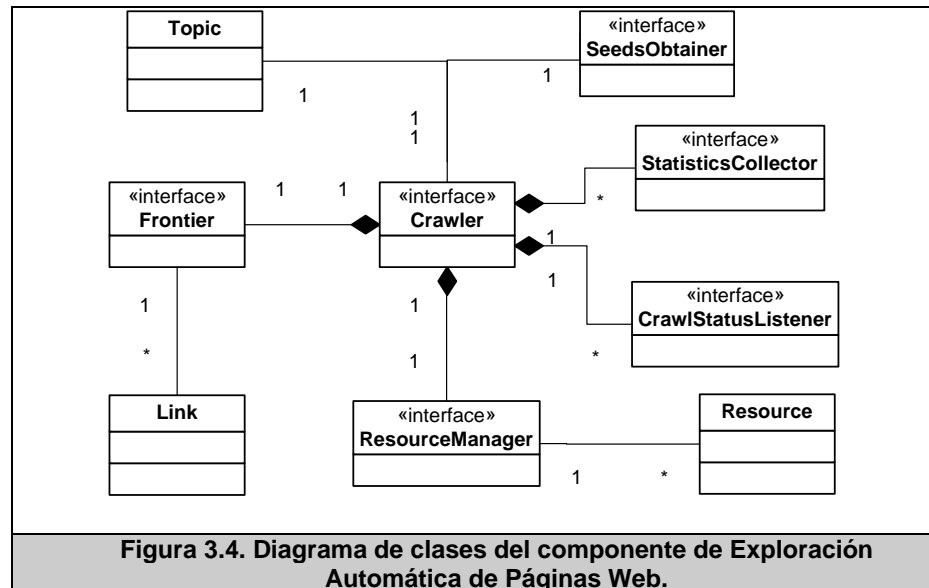 Topic
«interface»
SeedsObtainer
1
1
1
1
«interface»
StatisticsCollector
*
«interface»
Frontier
1
1
«interface»
Crawler
1
1
«interface»
CrawlStatusListener
*
1
*
1
1
Link
«interface»
ResourceManager
Resource
1
*
Figura 3.4. Diagrama de clases del componente de Exploración
Automática de Páginas Web.